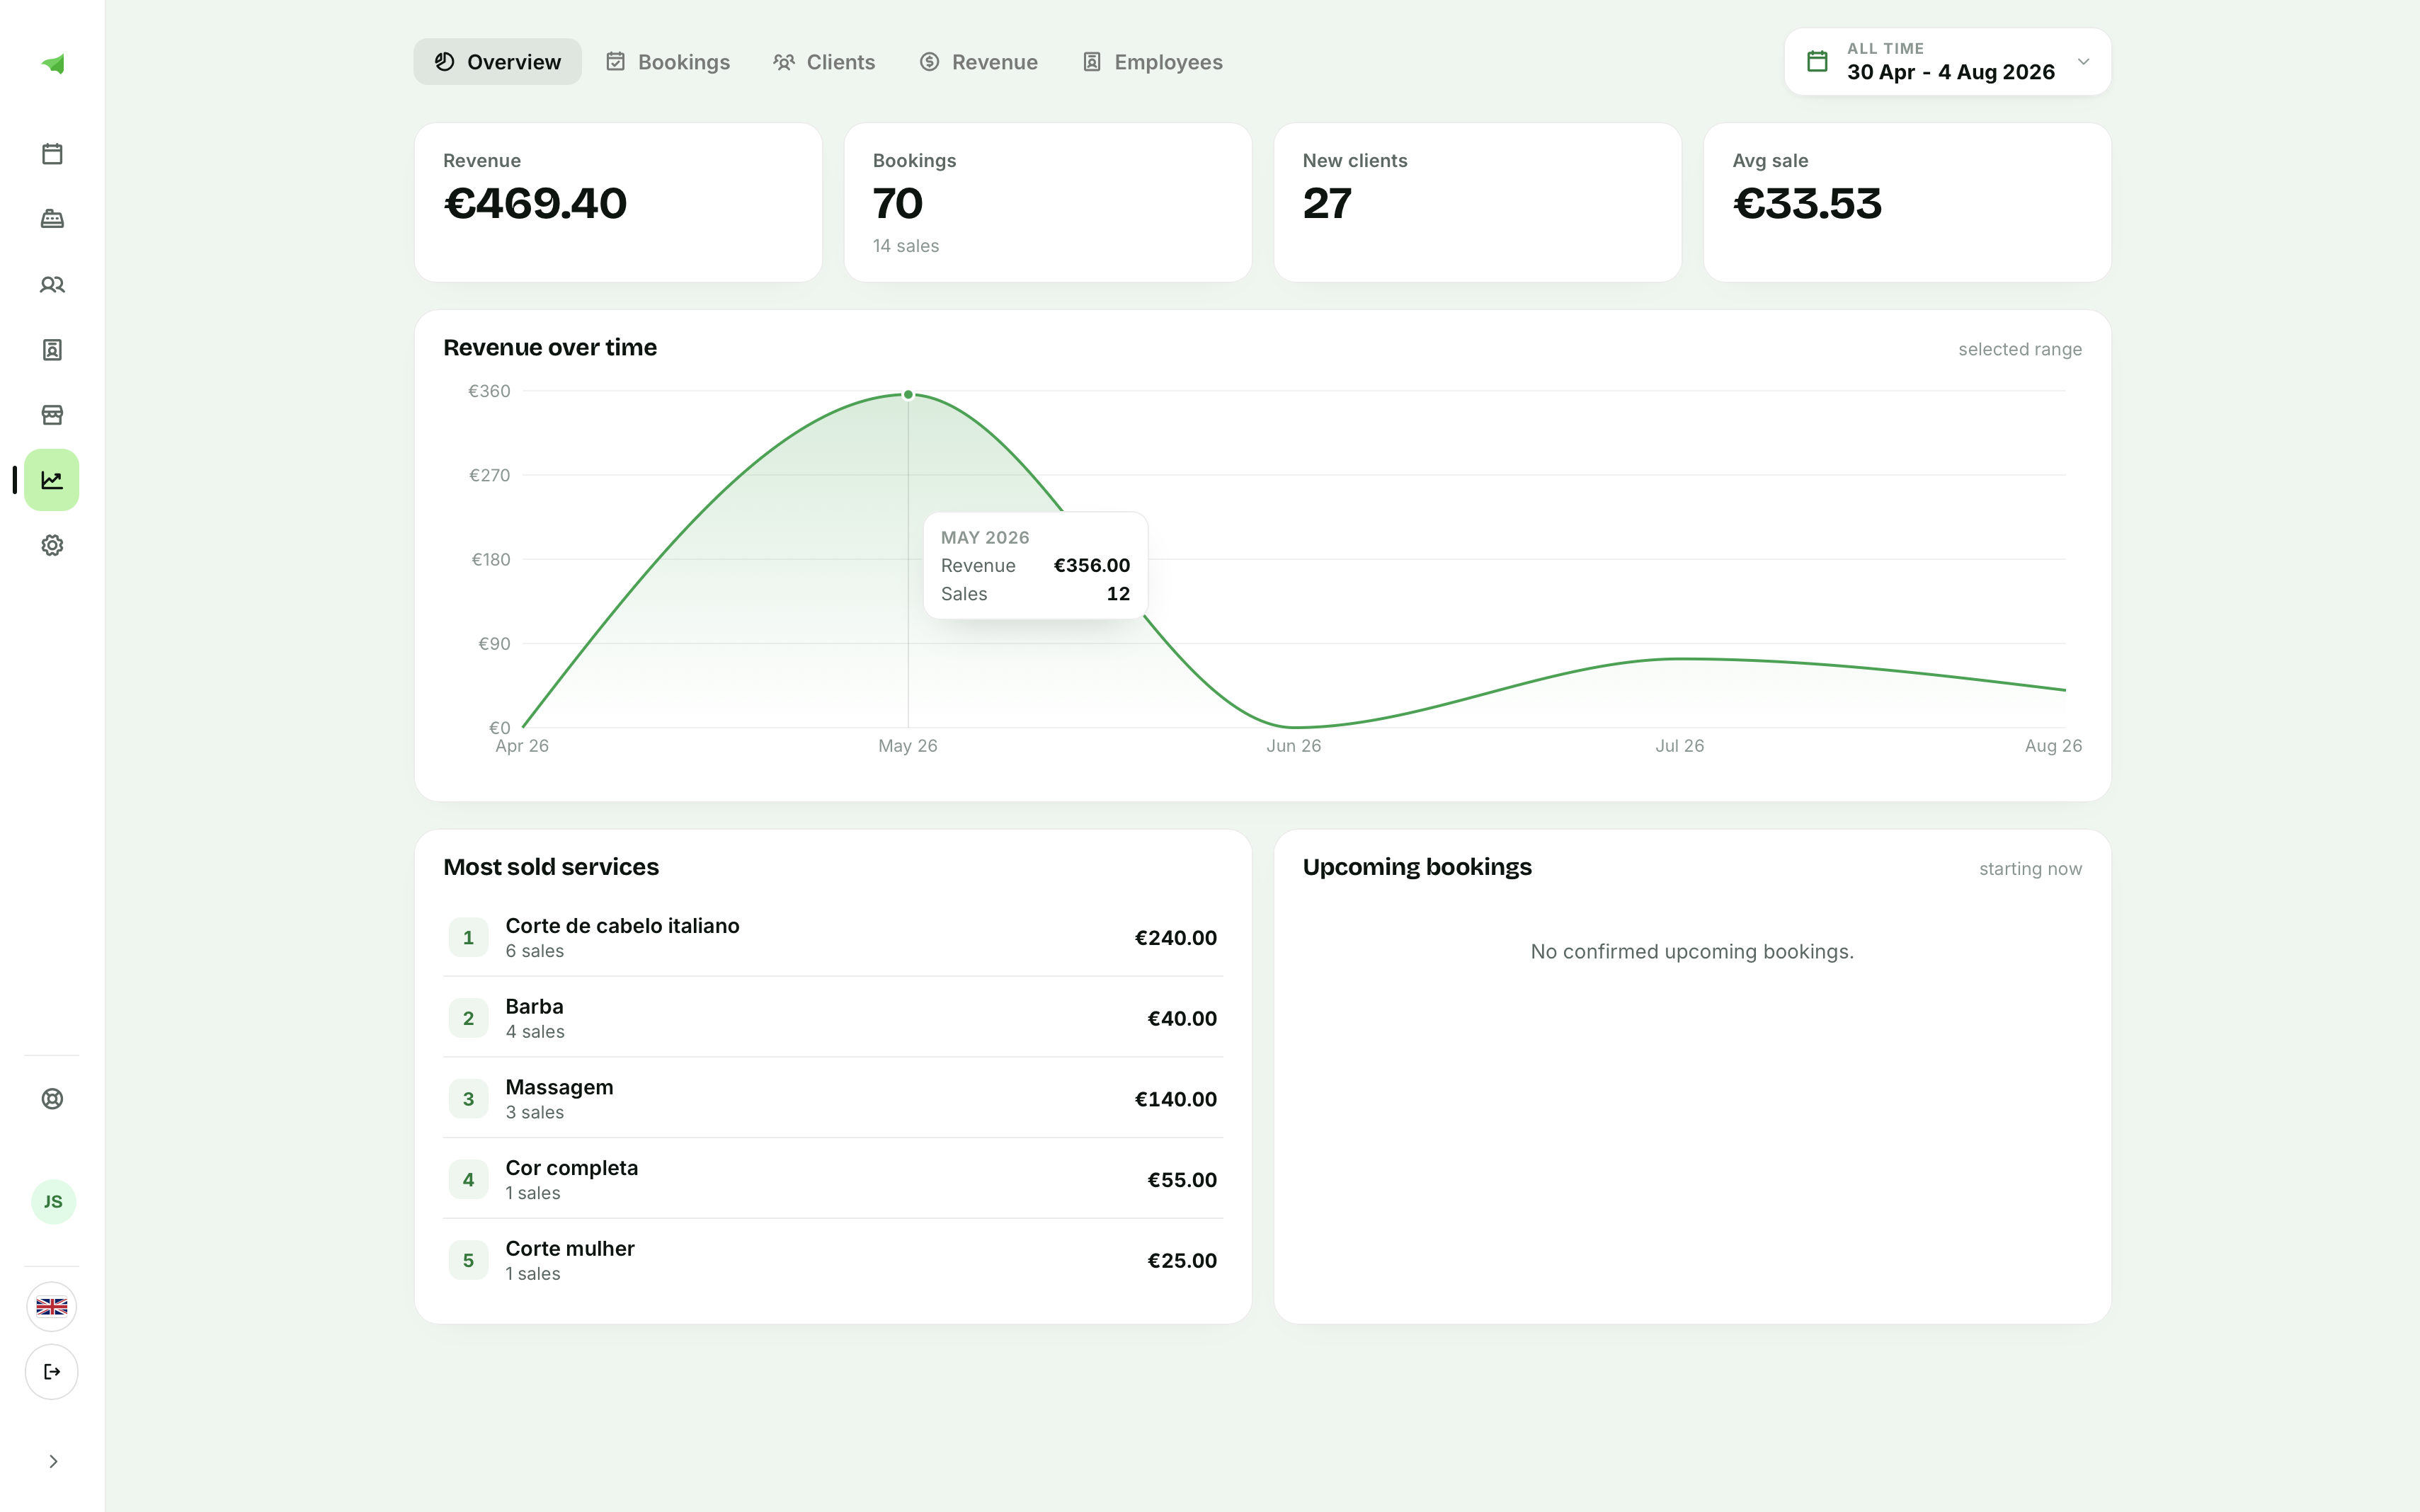 Overview
Bookings
Clients
Revenue
Employees
ALL TIME
30 Apr - 4 Aug 2026
Revenue
€469.40
Bookings
70
14 sales
New clients
27
Avg sale
€33.53
Revenue over time
selected range
€360
€270
€180
€90
€0
MAY 2026
Revenue €356.00
Sales 12
Apr 26
May 26
Jun 26
Jul 26
Aug 26
Most sold services
1
Corte de cabelo italiano
6 sales
€240.00
2
Barba
4 sales
€40.00
3
Massagem
3 sales
€140.00
4
Cor completa
1 sales
€55.00
5
Corte mulher
1 sales
€25.00
Upcoming bookings
starting now
No confirmed upcoming bookings.
JS